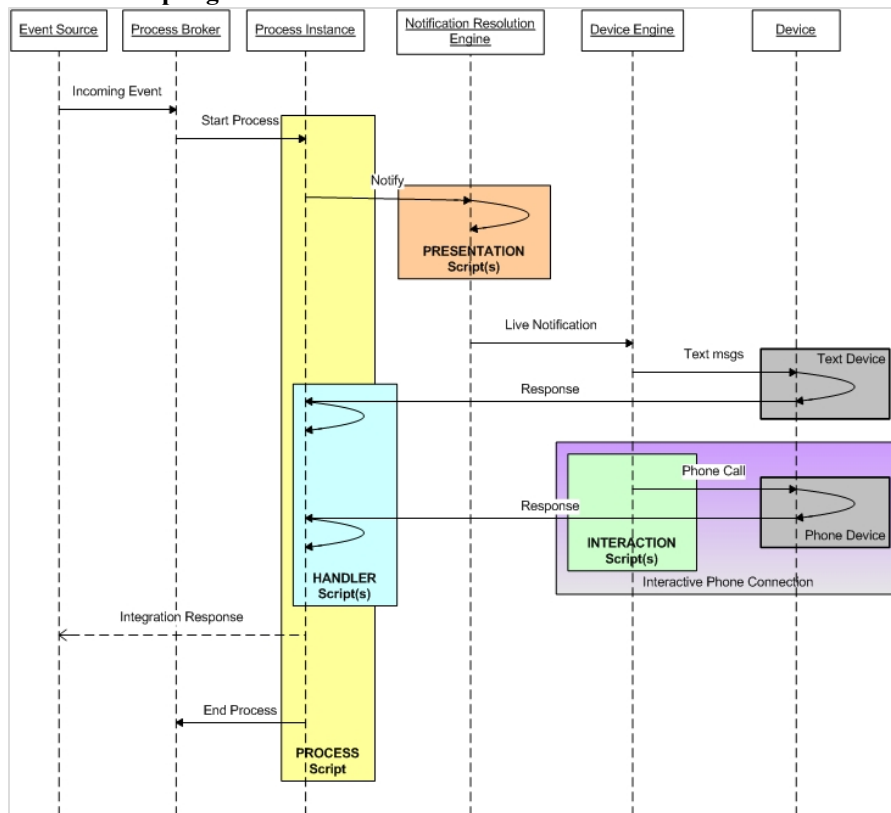 Event Source
Process Broker
Process Instance
Notification Resolution
Engine
Device Engine
Device
Incoming Event
Start Process
Notify
PRESENTATION
Script(s)
Live Notification
Text msgs
Text Device
Response
Phone Call
Response
Phone Device
INTERACTION
Script(s)
HANDLER
Script(s)
Interactive Phone Connection
Integration Response
End Process
PROCESS
Script